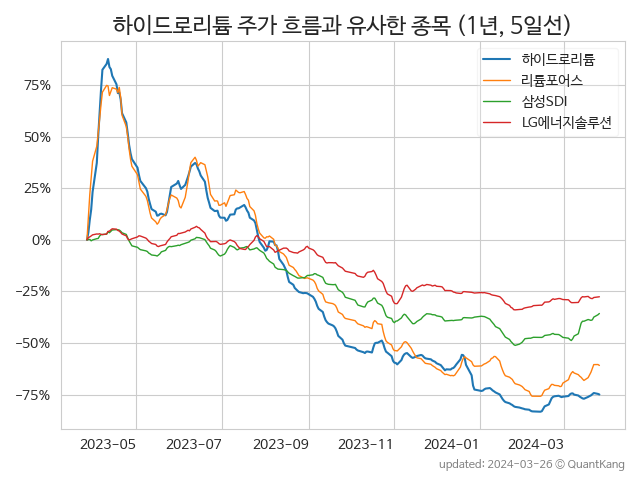 하이드로리튬 주가 흐름과 유사한 종목 (1년, 5일선)
하이드로리튬
리튬포어스
삼성SDI
LG에너지솔루션
75%
50%
25%
0%
−25%
−50%
−75%
2023-05 2023-07 2023-09 2023-11 2024-01 2024-03
updated: 2024-03-26 © QuantKang